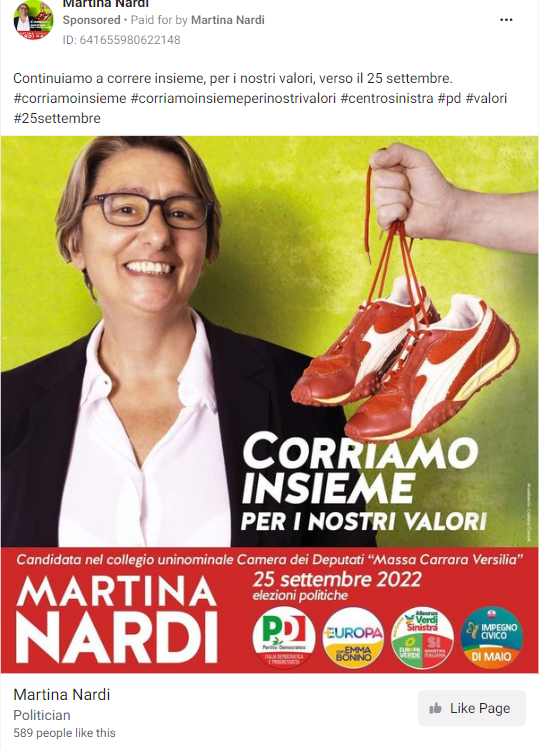 Martina Nardi
Sponsored • Paid for by Martina Nardi
ID: 641655980622148
Continuiamo a correre insieme, per i nostri valori, verso il 25 settembre.
#corriamoinsieme #corriamoinsiemeperinostrivalori #centrosinistra #pd #valori
#25settembre
CORRIAMO
INSIEME
PER I NOSTRI VALORI
Candidata nel collegio uninominale Camera dei Deputati “Massa Carrara Versilia”
MARTINA
NARDI
25 settembre 2022
elezioni politiche
PD
Partito Democratico
ITALIA DEMOCRATICA
E PROGRESSISTA
+EUROPA
con EMMA
BONINO
Alleanza
Verdi
Sinistra
EUROPA
VERDE
SI
SINISTRA
ITALIANA
IMPEGNO
CIVICO
DI MAIO
Martina Nardi
Politician
589 people like this
Like Page